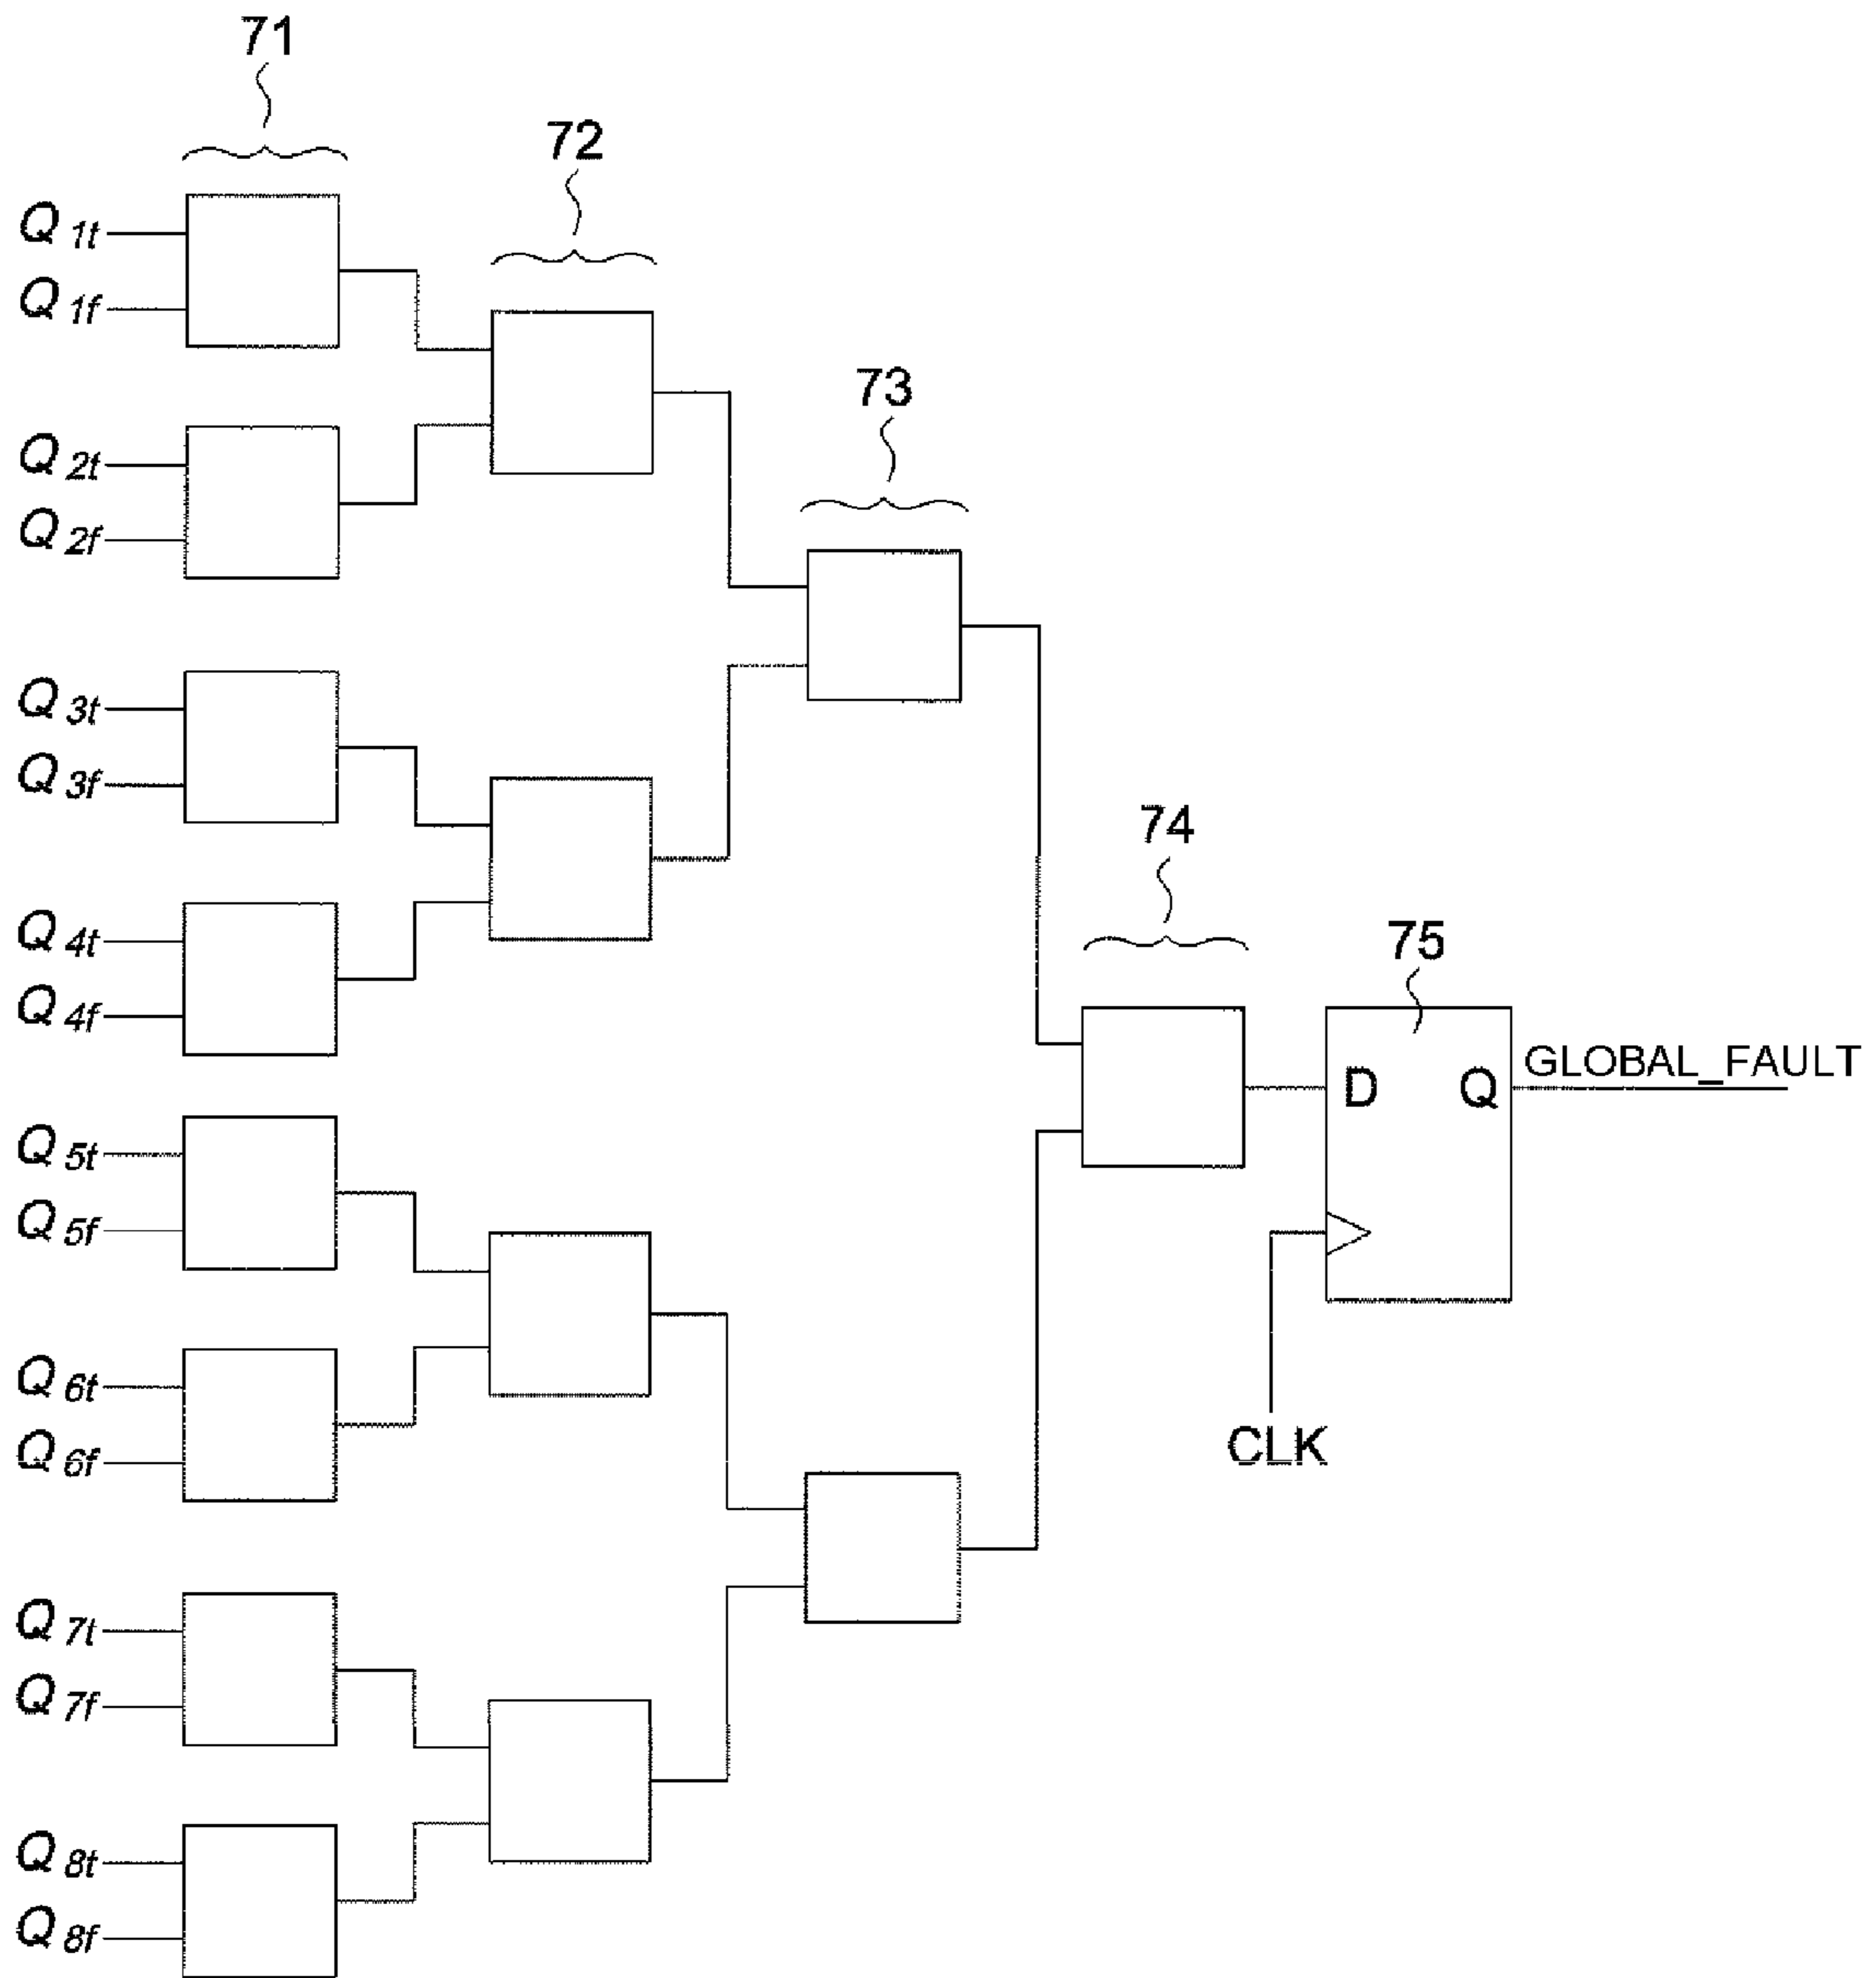 71
72
Q 1t
Q 1f
73
Q 2t
Q 2f
Q 3t
Q 3f
74
Q 4t
75
Q 4f
GLOBAL_FAULT
D Q
Q 5t
Q 5f
Q 6t
CLK
Q 6f
Q 7t
Q 7f
Q 8t
Q 8f